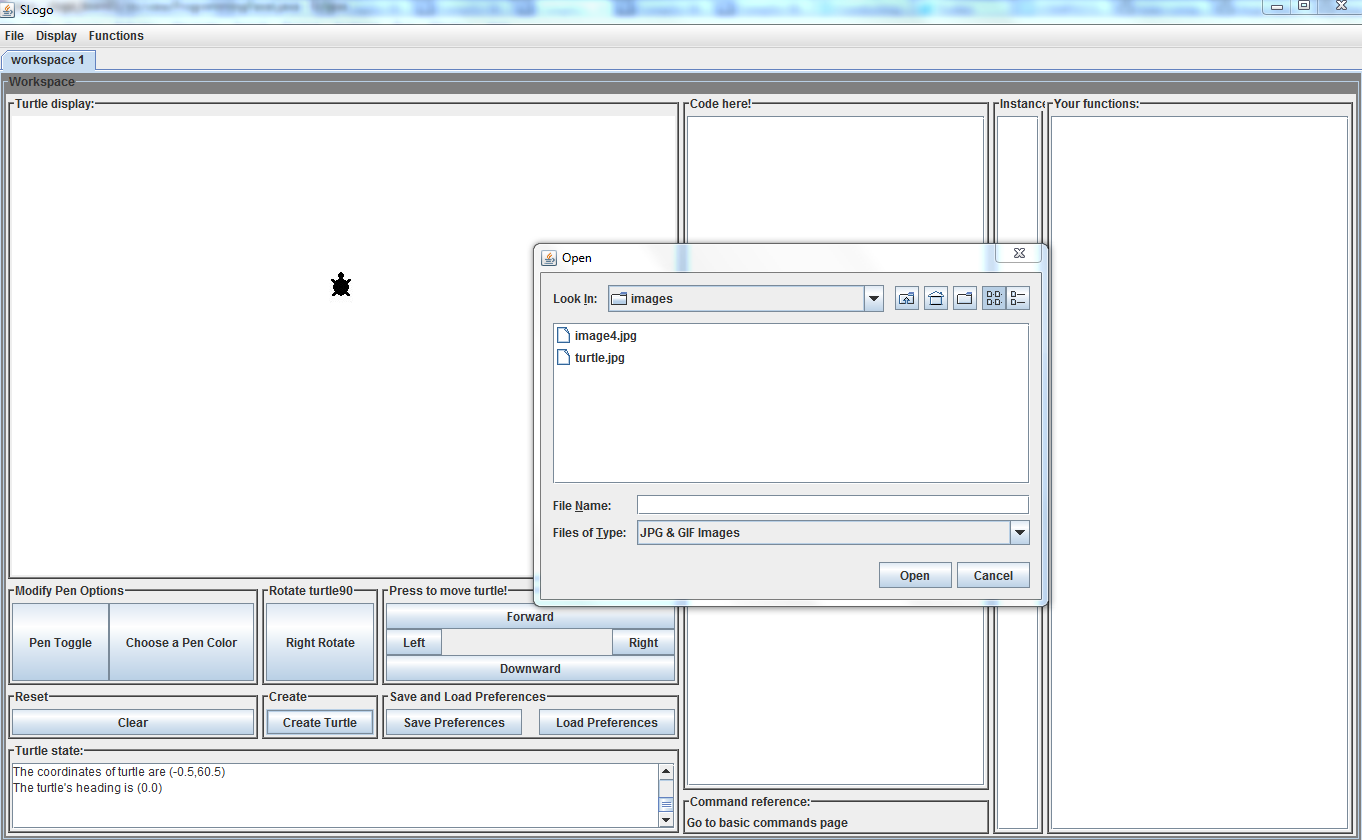 SLogo
File Display Functions
workspace 1
Workspace
Turtle display:
Code here!
Instance
Your functions:
Open
Look In: images
image4.jpg
turtle.jpg
File Name:
Files of Type: JPG & GIF Images
Open Cancel
Modify Pen Options
Pen Toggle Choose a Pen Color
Rotate turtle90
Right Rotate
Press to move turtle!
Forward
Left Right
Downward
Reset
Clear
Create
Create Turtle
Save and Load Preferences
Save Preferences Load Preferences
Turtle state:
The coordinates of turtle are (-0.5,60.5)
The turtle's heading is (0.0)
Command reference:
Go to basic commands page